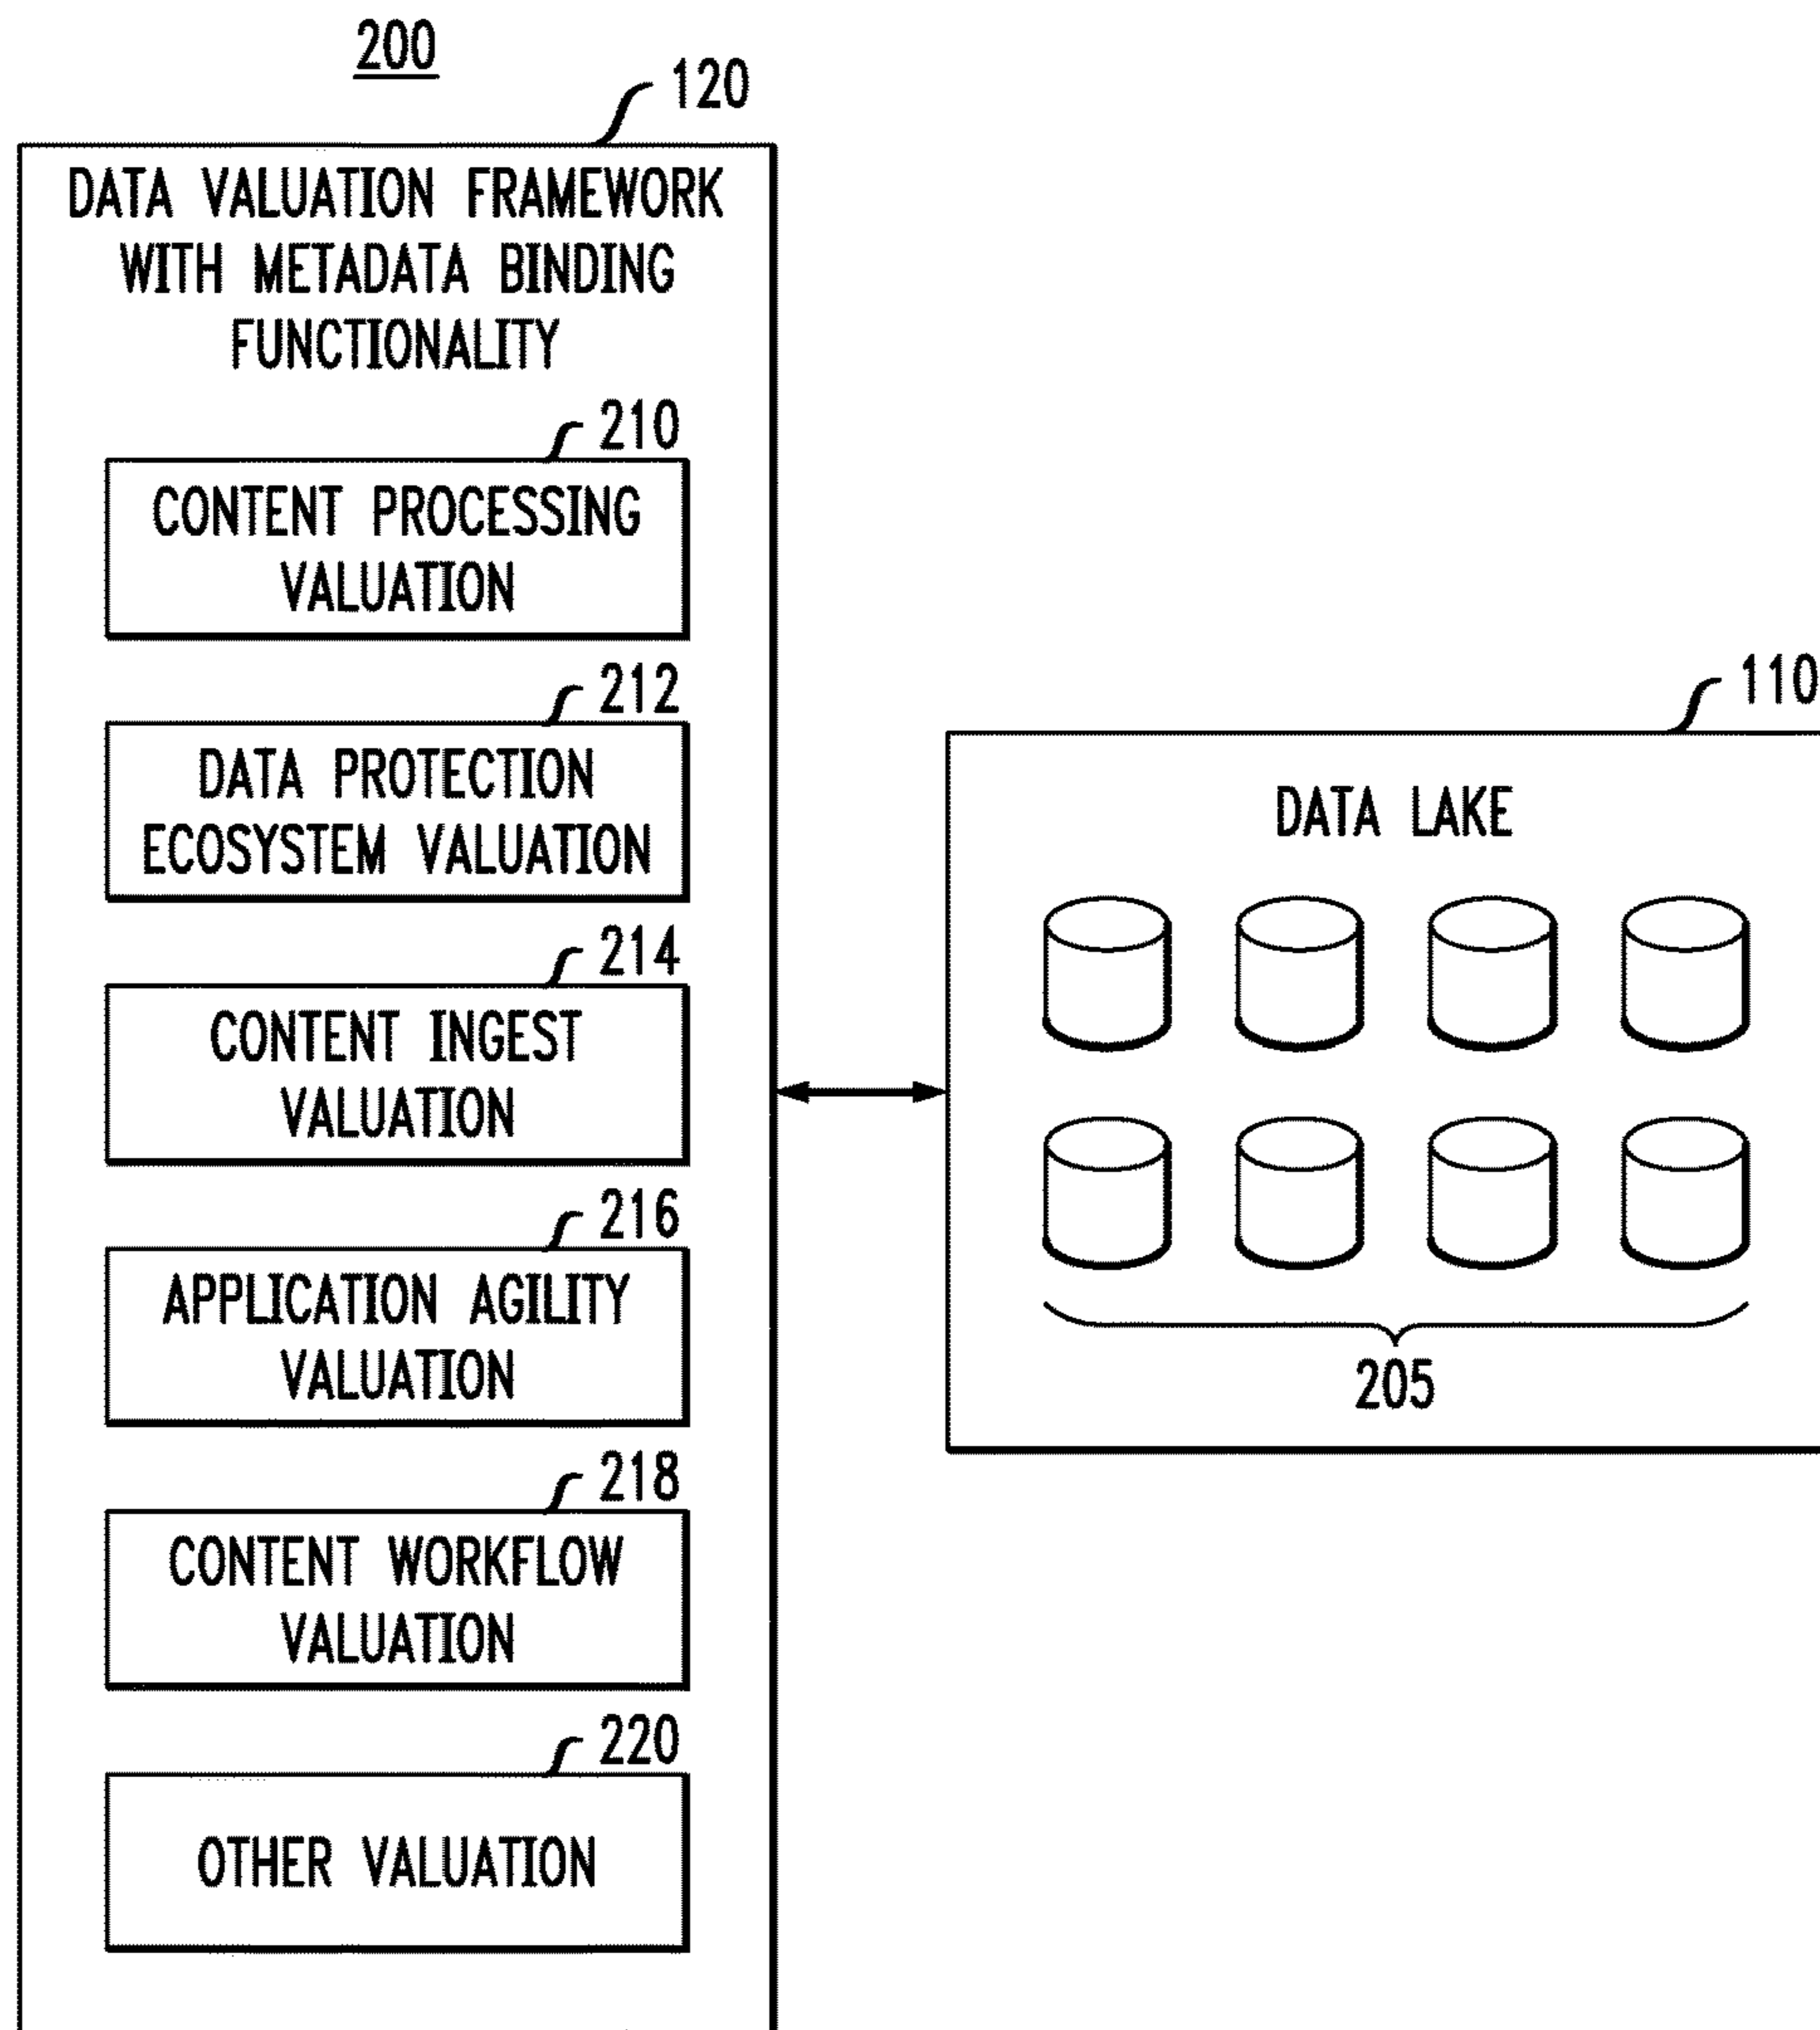 200
120
DATA VALUATION FRAMEWORK
WITH METADATA BINDING
FUNCTIONALITY
210
CONTENT PROCESSING
VALUATION
212
DATA PROTECTION
ECOSYSTEM VALUATION
214
CONTENT INGEST
VALUATION
216
APPLICATION AGILITY
VALUATION
218
CONTENT WORKFLOW
VALUATION
220
OTHER VALUATION
110
DATA LAKE
205